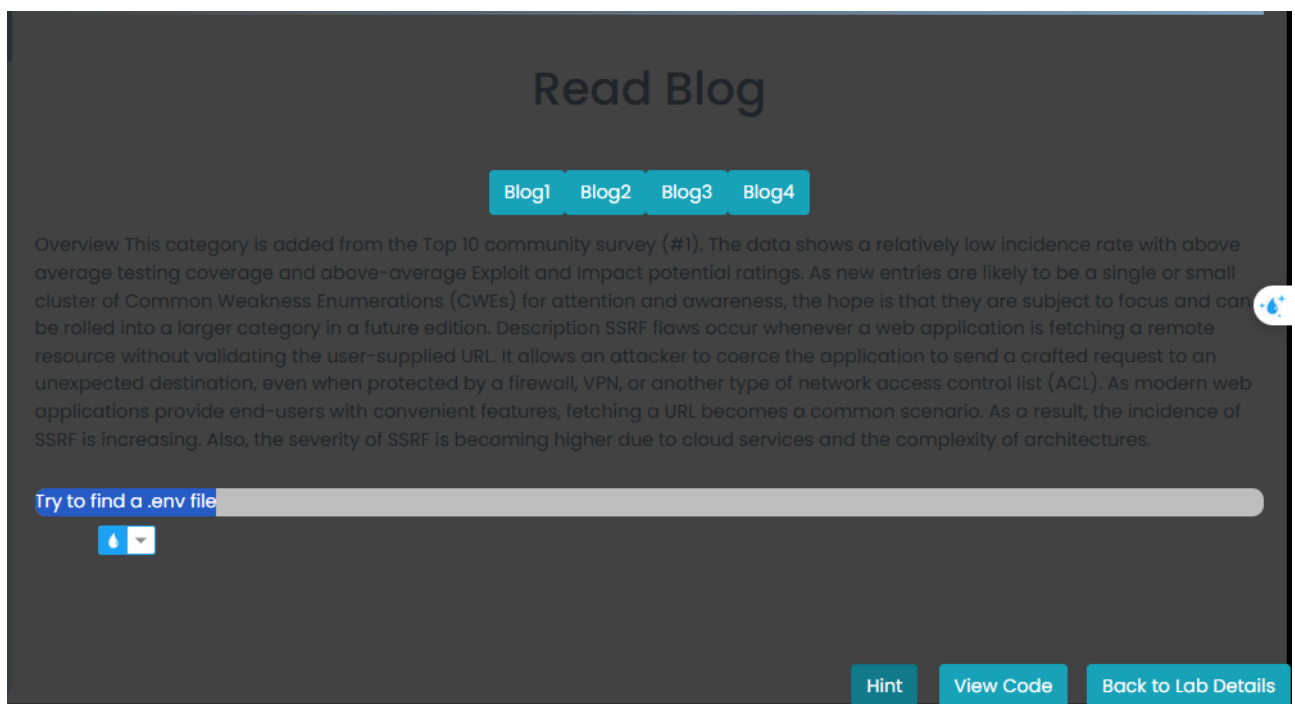 Read Blog
Blog1 Blog2 Blog3 Blog4
Overview This category is added from the Top 10 community survey (#1). The data shows a relatively low incidence rate with above
average testing coverage and above-average Exploit and Impact potential ratings. As new entries are likely to be a single or small
cluster of Common Weakness Enumerations (CWEs) for attention and awareness, the hope is that they are subject to focus and can
be rolled into a larger category in a future edition. Description SSRF flaws occur whenever a web application is fetching a remote
resource without validating the user-supplied URL. It allows an attacker to coerce the application to send a crafted request to an
unexpected destination, even when protected by a firewall, VPN, or another type of network access control list (ACL). As modern web
applications provide end-users with convenient features, fetching a URL becomes a common scenario. As a result, the incidence of
SSRF is increasing. Also, the severity of SSRF is becoming higher due to cloud services and the complexity of architectures.
Try to find a .env file
Hint View Code Back to Lab Details